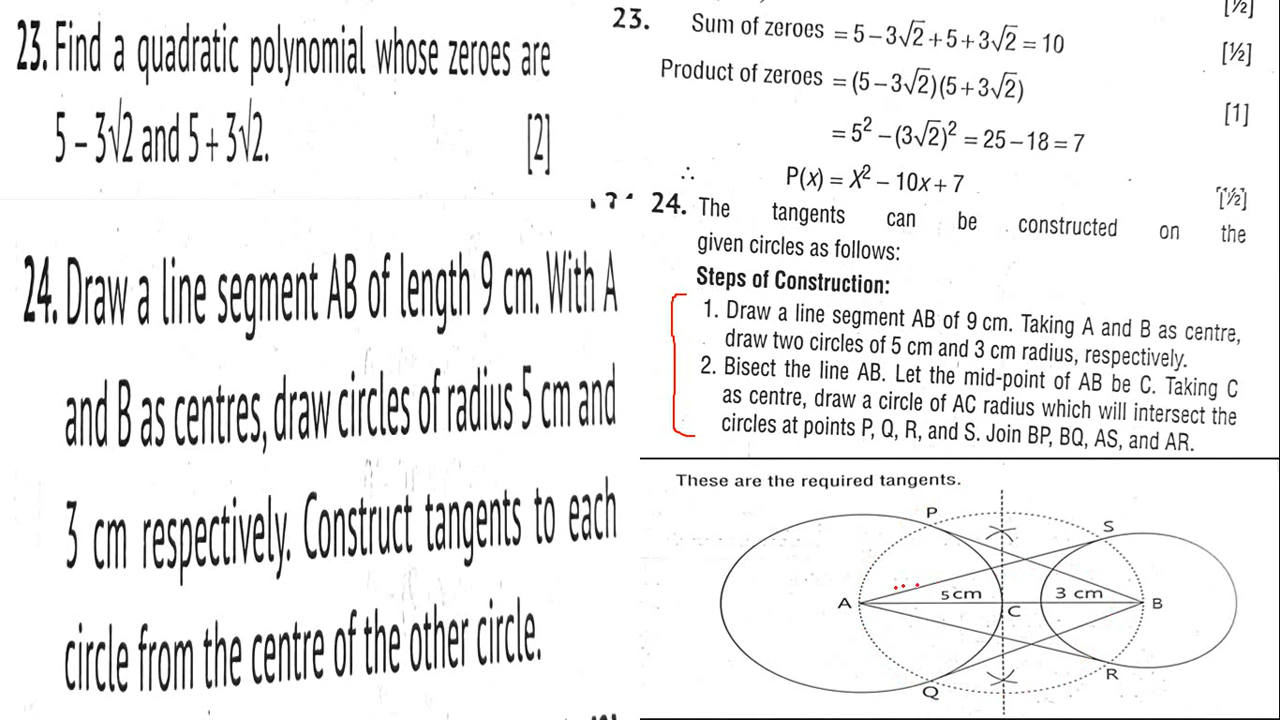 23. Find a quadratic polynomial whose zeroes are
5 – 3√2 and 5 + 3√2. [2]
24. Draw a line segment AB of length 9 cm. With A
and B as centres, draw circles of radius 5 cm and
3 cm respectively. Construct tangents to each
circle from the centre of the other circle.
[½]
23. Sum of zeroes = 5 – 3√2 + 5 + 3√2 = 10 [½]
Product of zeroes = (5 – 3√2)(5 + 3√2) [1]
= 5² – (3√2)² = 25 – 18 = 7
∴ P(x) = X² – 10x + 7 [½]
24. The tangents can be constructed on the
given circles as follows:
Steps of Construction:
1. Draw a line segment AB of 9 cm. Taking A and B as centre,
draw two circles of 5 cm and 3 cm radius, respectively.
2. Bisect the line AB. Let the mid-point of AB be C. Taking C
as centre, draw a circle of AC radius which will intersect the
circles at points P, Q, R, and S. Join BP, BQ, AS, and AR.
These are the required tangents.
P S
A 5 cm C 3 cm B
Q R